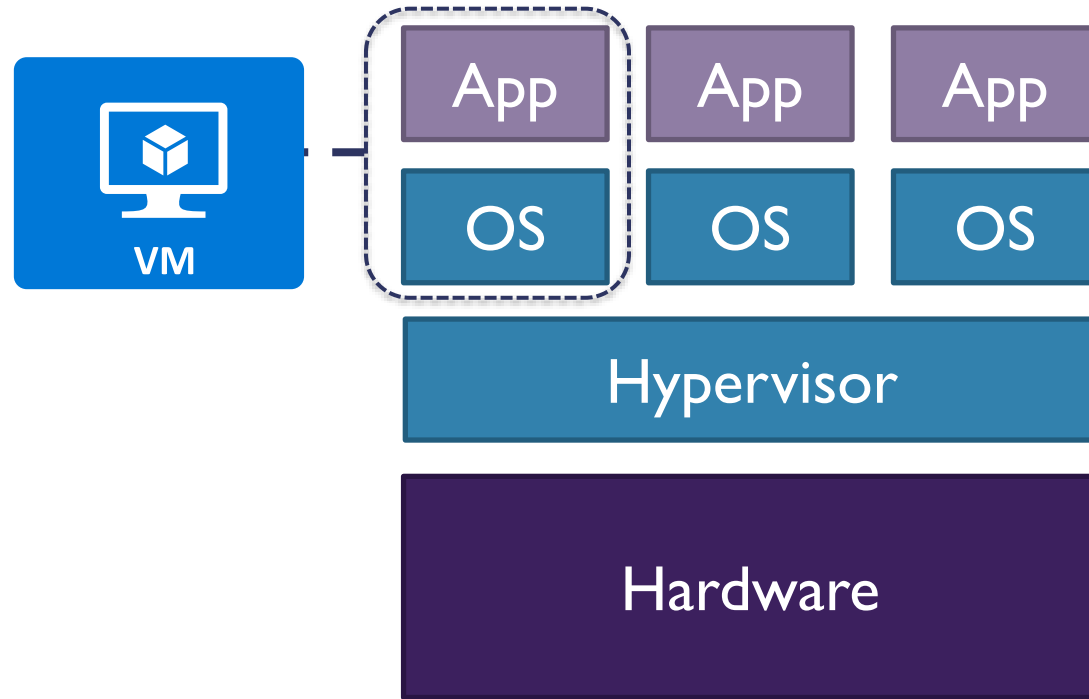 App App App
VM
OS OS OS
Hypervisor
Hardware